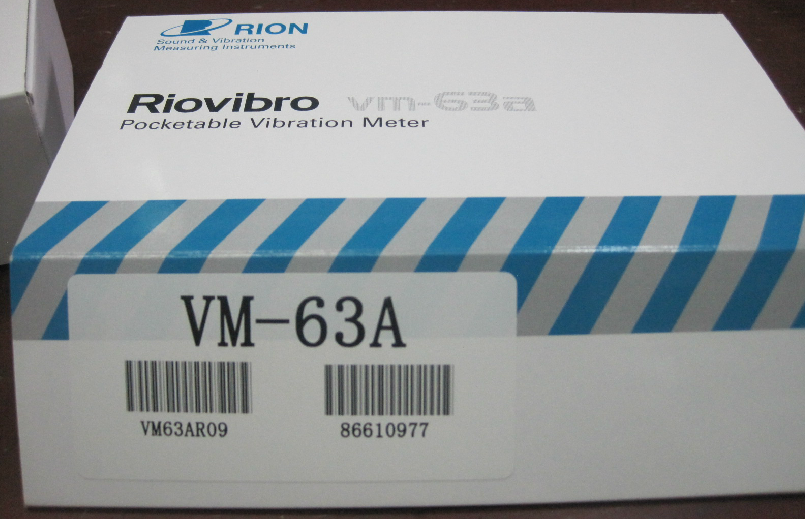 RION
Sound & Vibration
Measuring Instruments
Riovibro vm-63a
Pocketable Vibration Meter
VM-63A
VM63AR09 86610977